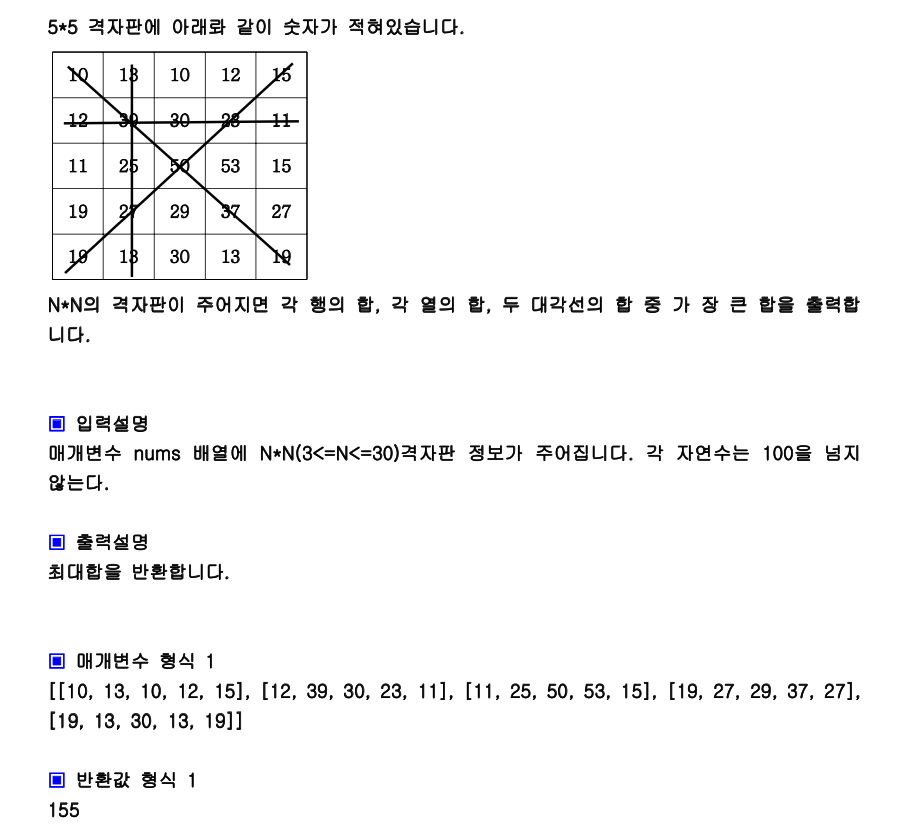 5*5 격자판에 아래롸 같이 숫자가 적혀있습니다.
10 13 10 12 15
12 39 30 23 11
11 25 50 53 15
19 27 29 37 27
19 13 30 13 19
N*N의 격자판이 주어지면 각 행의 합, 각 열의 합, 두 대각선의 합 중 가 장 큰 합을 출력합
니다.
▣ 입력설명
매개변수 nums 배열에 N*N(3<=N<=30)격자판 정보가 주어집니다. 각 자연수는 100을 넘지
않는다.
▣ 출력설명
최대합을 반환합니다.
▣ 매개변수 형식 1
[[10, 13, 10, 12, 15], [12, 39, 30, 23, 11], [11, 25, 50, 53, 15], [19, 27, 29, 37, 27],
[19, 13, 30, 13, 19]]
▣ 반환값 형식 1
155